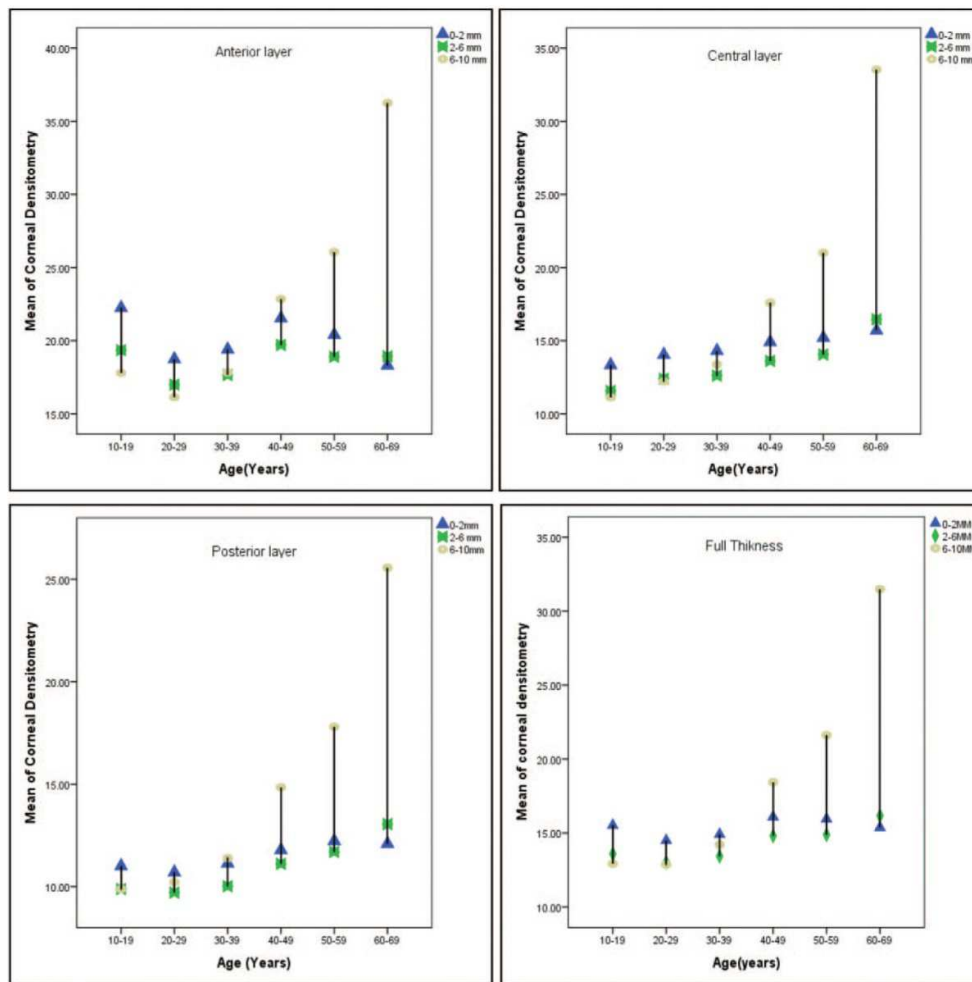 Anterior layer
0-2 mm
2-6 mm
6-10 mm
Mean of Corneal Densitometry
40.00
35.00
30.00
25.00
20.00
15.00
10-19 20-29 30-39 40-49 50-59 60-69
Age(Years)
Central layer
0-2 mm
2-6 mm
6-10 mm
Mean of Corneal Densitometry
35.00
30.00
25.00
20.00
15.00
10.00
10-19 20-29 30-39 40-49 50-59 60-69
Age(Years)
Posterior layer
0-2mm
2-6 mm
6-10mm
Mean of Corneal Densitometry
25.00
20.00
15.00
10.00
10-19 20-29 30-39 40-49 50-59 60-69
Age (Years)
Full Thikness
0-2MM
2-6MM
6-10MM
Mean of corneal densitometry
35.00
30.00
25.00
20.00
15.00
10.00
10-19 20-29 30-39 40-49 50-59 60-69
Age(years)